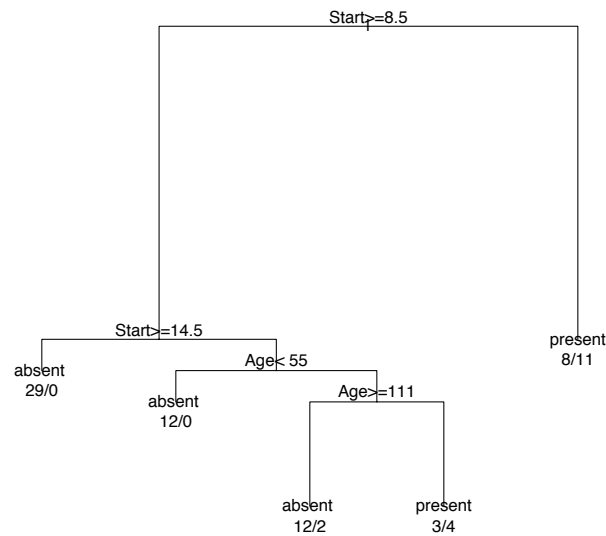 Start>=8.5
Start>=14.5
present
8/11
absent
29/0
Age< 55
absent
12/0
Age>=111
absent
12/2
present
3/4